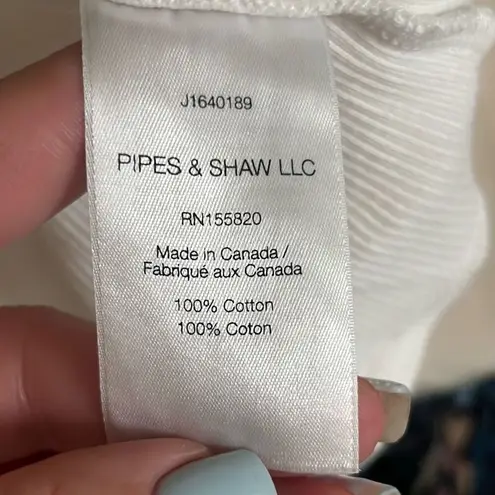 J1640189
PIPES & SHAW LLC
RN155820
Made in Canada /
Fabriqué aux Canada
100% Cotton
100% Coton